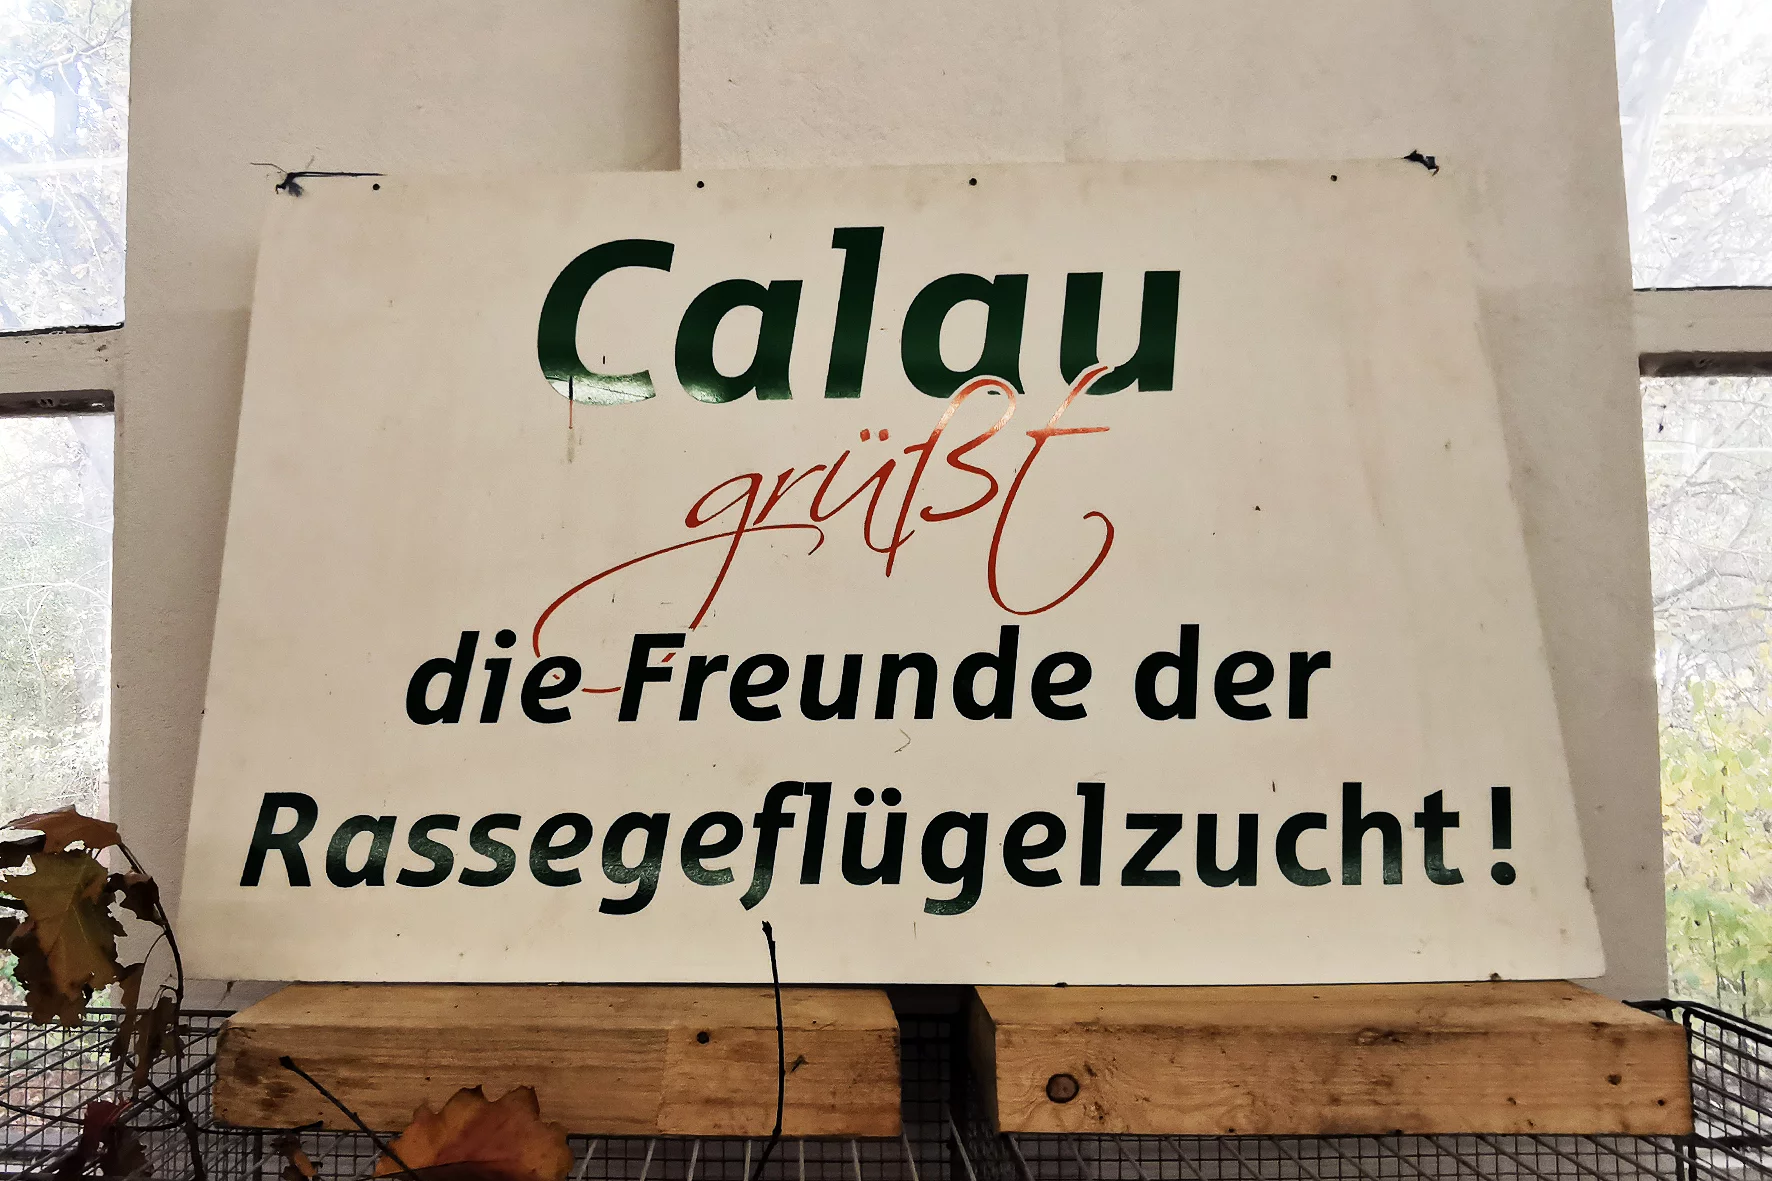 Calau
grüßt
die Freunde der
Rassegeflügelzucht!